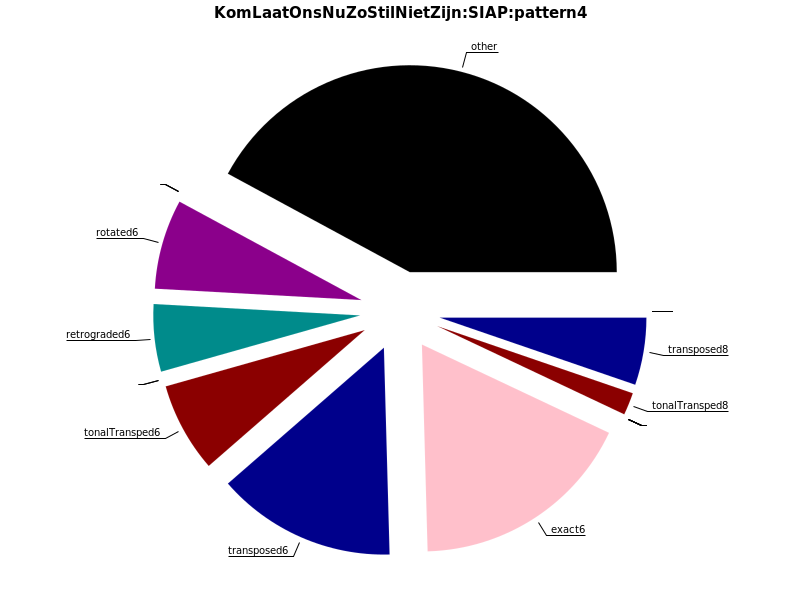 KomLaatOnsNuZoStilNietZijn:SIAP:pattern4
other
rotated6
retrograded6
transposed8
tonalTransped8
tonalTransped6
exact6
transposed6